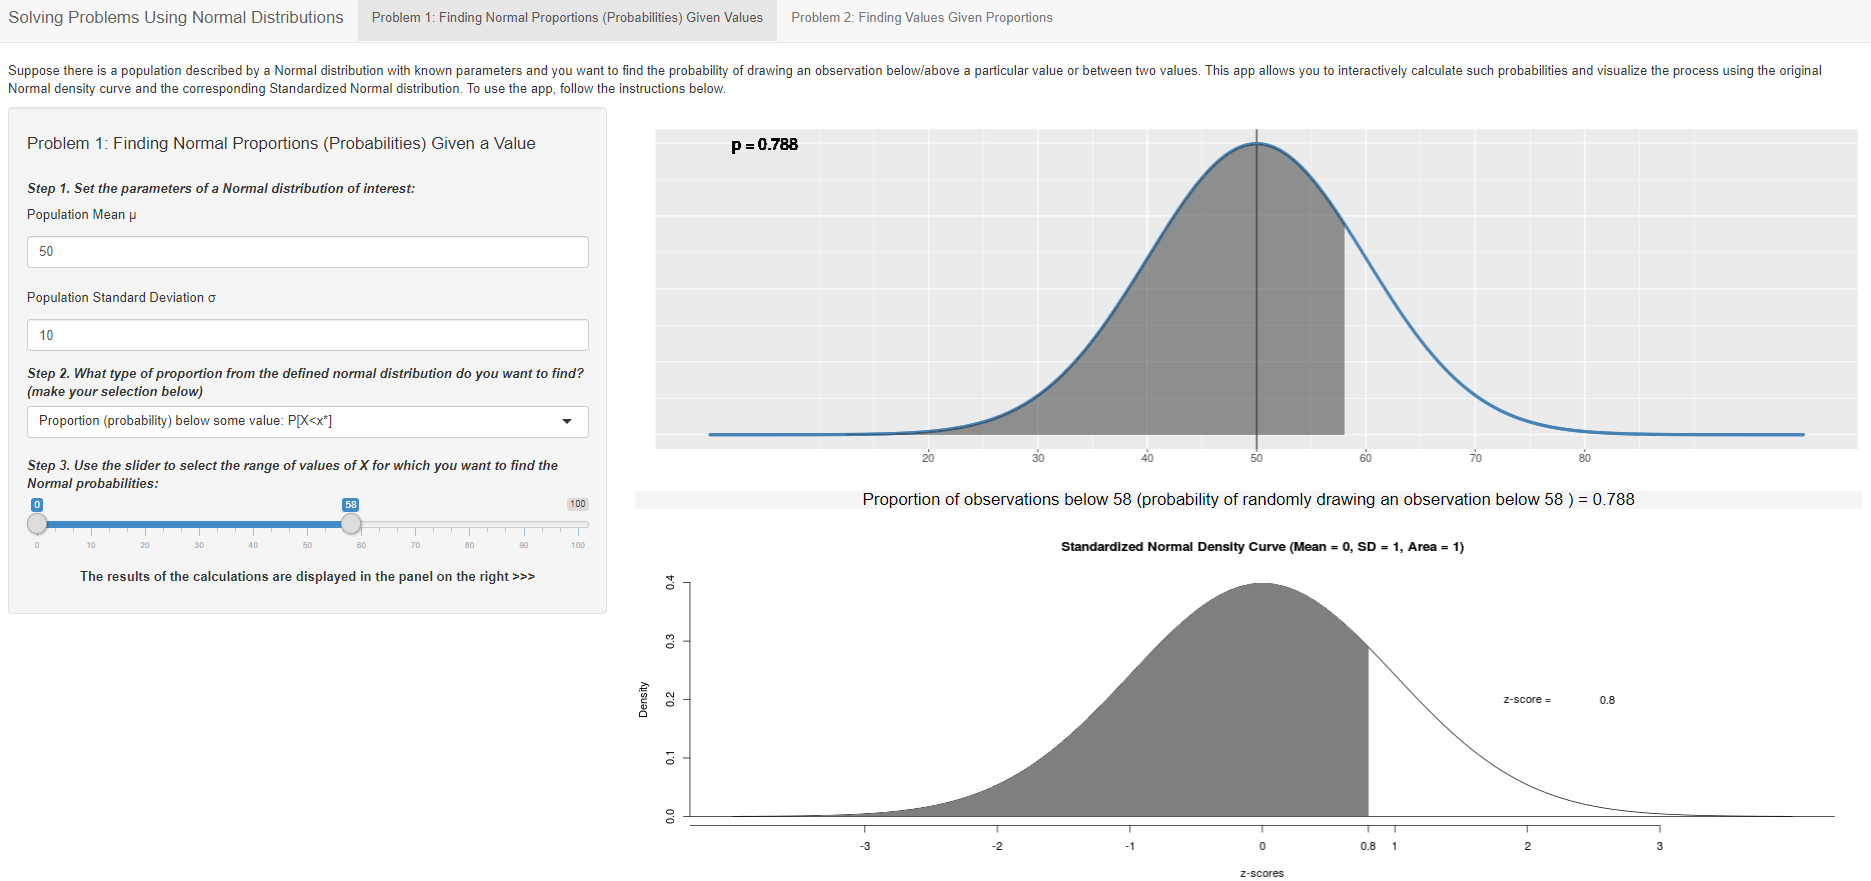 Solving Problems Using Normal Distributions
Problem 1: Finding Normal Proportions (Probabilities) Given Values
Problem 2: Finding Values Given Proportions
Suppose there is a population described by a Normal distribution with known parameters and you want to find the probability of drawing an observation below/above a particular value or between two values. This app allows you to interactively calculate such probabilities and visualize the process using the original
Normal density curve and the corresponding Standardized Normal distribution. To use the app, follow the instructions below.
Problem 1: Finding Normal Proportions (Probabilities) Given a Value
Step 1. Set the parameters of a Normal distribution of interest:
Population Mean μ
50
Population Standard Deviation σ
10
Step 2. What type of proportion from the defined normal distribution do you want to find?
(make your selection below)
Proportion (probability) below some value: P[X<x*]
Step 3. Use the slider to select the range of values of X for which you want to find the
Normal probabilities:
0 58 100
0 10 20 30 40 50 60 70 80 90 100
The results of the calculations are displayed in the panel on the right >>>
p = 0.788
20 30 40 50 60 70 80
Proportion of observations below 58 (probability of randomly drawing an observation below 58 ) = 0.788
Standardized Normal Density Curve (Mean = 0, SD = 1, Area = 1)
0.4
0.3
0.2
0.1
0.0
Density
z-score = 0.8
-3 -2 -1 0 0.8 1 2 3
z-scores